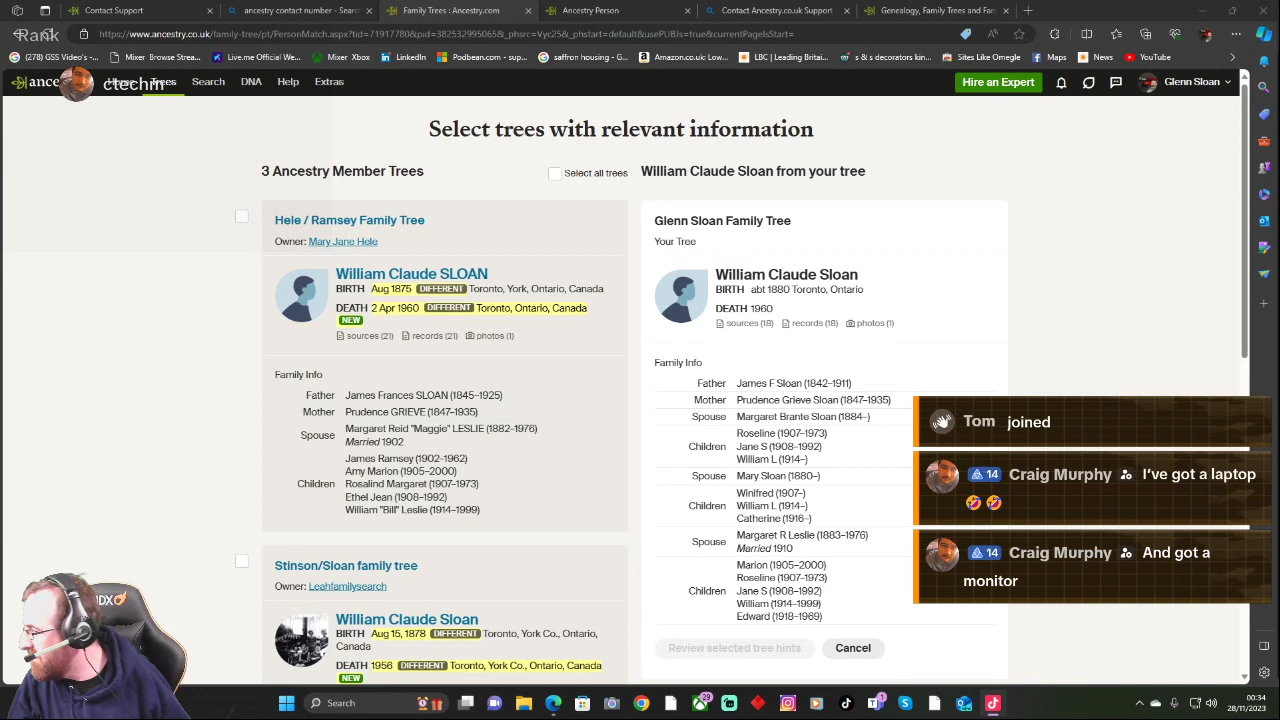 Contact Support
ancestry contact number - Search
Family Trees - Ancestry.com
Ancestry Person
Contact Ancestry.co.uk Support
Genealogy, Family Trees and Fam
https://www.ancestry.co.uk/family-tree/pt/PersonMatch.aspx?tid=71917780&pid=382532995065&_phsrc=Vyc25&_phstart=default&usePUBJs=true&currentPageIsStart=
(278) GSS Video's -...
Mixer Browse Strea...
Live.me Official We...
Mixer Xbox
LinkedIn
Podbean.com - sup...
saffron housing - G...
Amazon.co.uk: Low...
LBC | Leading Britai...
s & s decorators kin...
Sites Like Omegle
Facebook
Maps
News
YouTube
ance
ctechm
Trees
Search
DNA
Help
Extras
Hire an Expert
Glenn Sloan
Select trees with relevant information
3 Ancestry Member Trees
Select all trees
William Claude Sloan from your tree
Hele / Ramsey Family Tree
Owner: Mary Jane Hele
William Claude SLOAN
BIRTH Aug 1875 DIFFERENT Toronto, York, Ontario, Canada
DEATH 2 Apr 1960 DIFFERENT Toronto, Ontario, Canada
NEW
sources (21) records (21) photos (1)
Family Info
Father James Frances SLOAN (1845–1925)
Mother Prudence GRIEVE (1847–1935)
Spouse Margaret Reid "Maggie" LESLIE (1882–1976)
Married 1902
James Ramsey (1902–1962)
Amy Marion (1905–2000)
Children Rosalind Margaret (1907–1973)
Ethel Jean (1908–1992)
William "Bill" Leslie (1914–1999)
Stinson/Sloan family tree
Owner: Leahfamilysearch
William Claude Sloan
BIRTH Aug 15, 1878 DIFFERENT Toronto, York Co., Ontario,
Canada
DEATH 1956 DIFFERENT Toronto, York Co., Ontario, Canada
NEW
Glenn Sloan Family Tree
Your Tree
William Claude Sloan
BIRTH abt 1880 Toronto, Ontario
DEATH 1960
sources (18) records (18) photos (1)
Family Info
Father James F Sloan (1842–1911)
Mother Prudence Grieve Sloan (1847–1935)
Spouse Margaret Brante Sloan (1884–)
Roseline (1907–1973)
Children Jane S (1908–1992)
William L (1914–)
Spouse Mary Sloan (1880–)
Winifred (1907–)
Children William L (1914–)
Catherine (1916–)
Spouse Margaret R Leslie (1883–1976)
Married 1910
Marion (1905–2000)
Roseline (1907–1973)
Children Jane S (1908–1992)
William (1914–1999)
Edward (1918–1969)
Review selected tree hints
Cancel
Tom joined
14 Craig Murphy I've got a laptop
🤣 🤣
14 Craig Murphy And got a
monitor
Search
29
1
00:34
28/11/2023